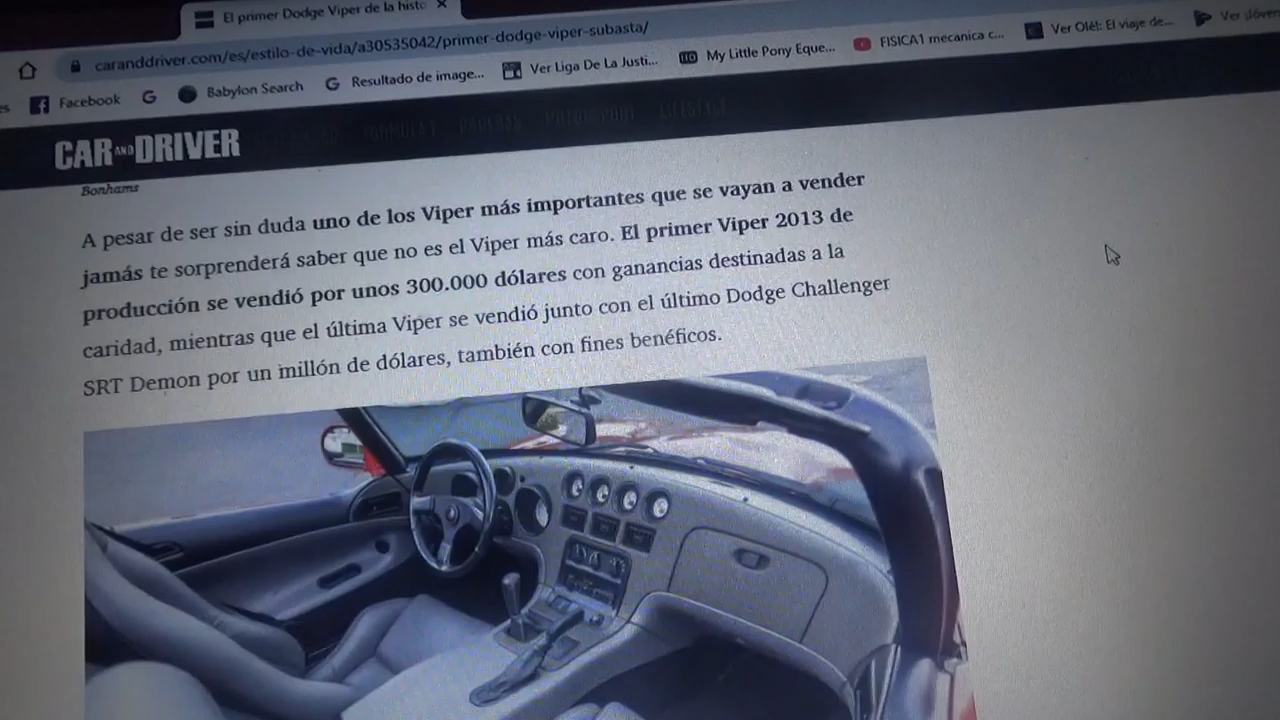 El primer Dodge Viper de la histo
caranddriver.com/es/estilo-de-vida/a30535042/primer-dodge-viper-subasta/
es Facebook Babylon Search Resultado de image... Ver Liga De La Justi... My Little Pony Eque... FISICA1 mecanica c... Ver Olé!: El viaje de... Ver ¡Jóven
CAR AND DRIVER FORMULA 1 PRUEBAS MOTORSPORT LIFESTYLE
Bonhams
A pesar de ser sin duda uno de los Viper más importantes que se vayan a vender
jamás te sorprenderá saber que no es el Viper más caro. El primer Viper 2013 de
producción se vendió por unos 300.000 dólares con ganancias destinadas a la
caridad, mientras que el última Viper se vendió junto con el último Dodge Challenger
SRT Demon por un millón de dólares, también con fines benéficos.